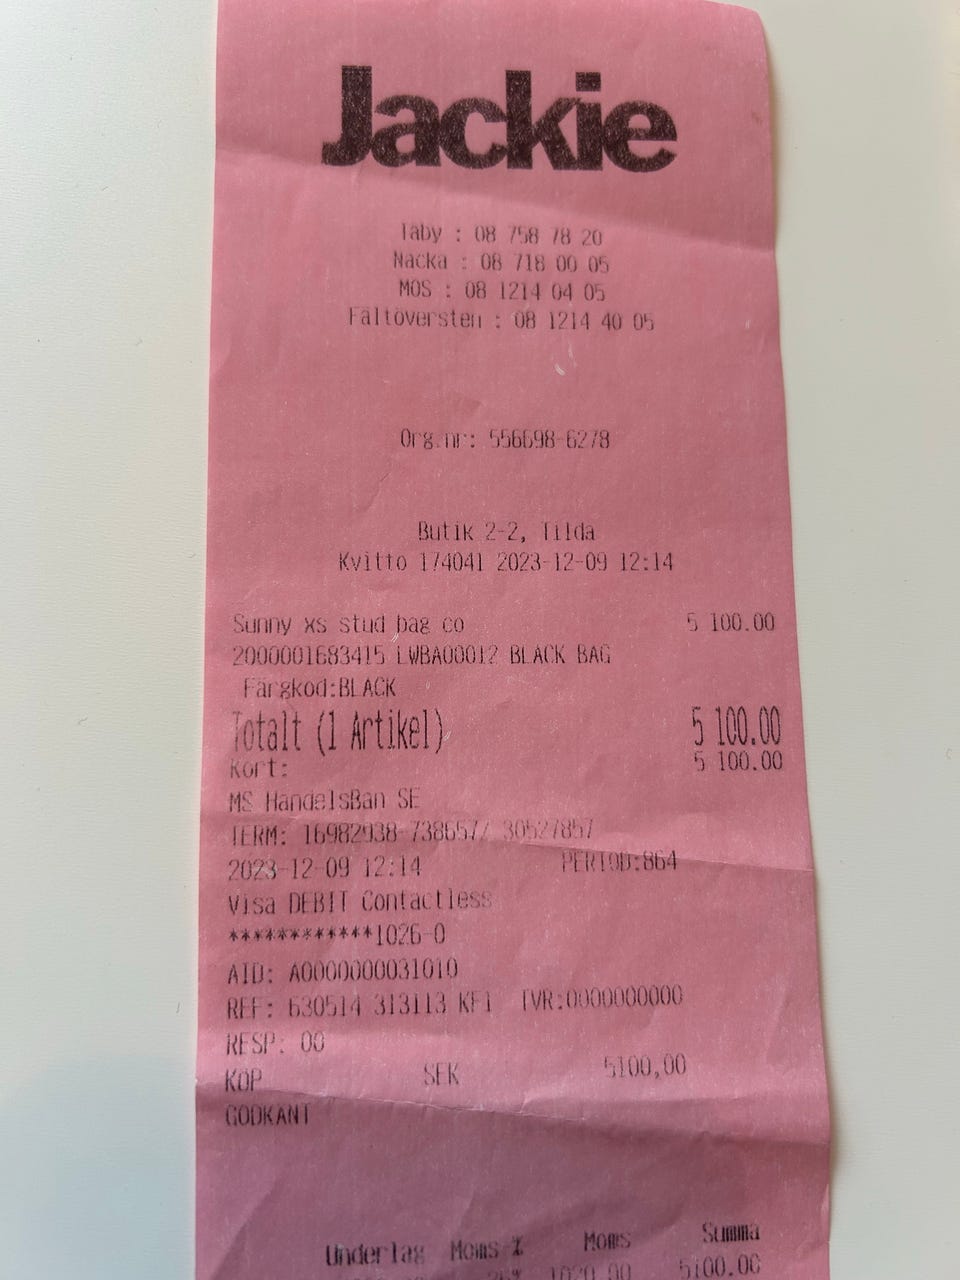 Jackie
Täby : 08 758 78 20
Nacka : 08 718 00 05
MOS : 08 1214 04 05
Fältöversten : 08 1214 40 05
Org.nr: 556698-6278
Butik 2-2, Tilda
Kvitto 174041 2023-12-09 12:14
Sunny xs stud bag co 5 100.00
2000001683415 LWBA00012 BLACK BAG
Färgkod:BLACK
Totalt (1 Artikel) 5 100.00
Kort: 5 100.00
MS HandelsBan SE
TERM: 16982938-738657/ 30527857
2023-12-09 12:14 PERIOD:864
Visa DEBIT Contactless
************1026-0
AID: A0000000031010
REF: 630514 313113 KF1 TVR:0000000000
RESP: 00
KÖP SEK 5100,00
GODKÄNT
Underlag Moms % Moms Summa
1020.00 5100.00